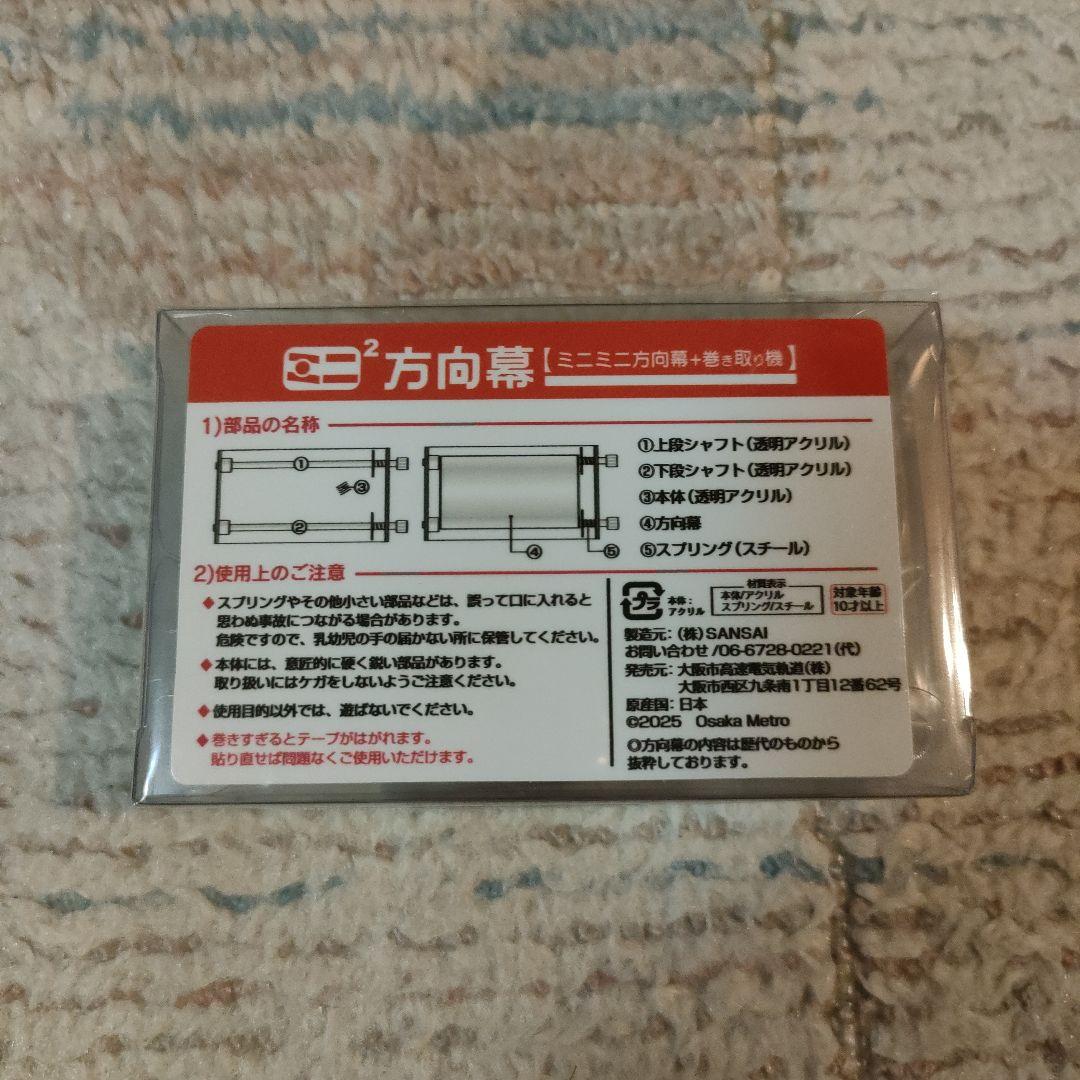 ミニ² 方向幕【ミニミニ方向幕+巻き取り機】
1)部品の名称
① ③ ②
④ ⑤
①上段シャフト(透明アクリル)
②下段シャフト(透明アクリル)
③本体(透明アクリル)
④方向幕
⑤スプリング(スチール)
2)使用上のご注意
◆スプリングやその他小さい部品などは、誤って口に入れると
思わぬ事故につながる場合があります。
危険ですので、乳幼児の手の届かない所に保管してください。
◆本体には、意匠的に硬く鋭い部品があります。
取り扱いにはケガをしないようご注意ください。
◆使用目的以外では、遊ばないでください。
◆巻きすぎるとテープがはがれます。
貼り直せば問題なくご使用いただけます。
プラ
本体:
アクリル
材質表示
本体/アクリル
スプリング/スチール
対象年齢
10才以上
製造元:(株)SANSAI
お問い合わせ/06-6728-0221(代)
発売元:大阪市高速電気軌道(株)
大阪市西区九条南1丁目12番62号
原産国:日本
©2025 Osaka Metro
◎方向幕の内容は歴代のものから
抜粋しております。